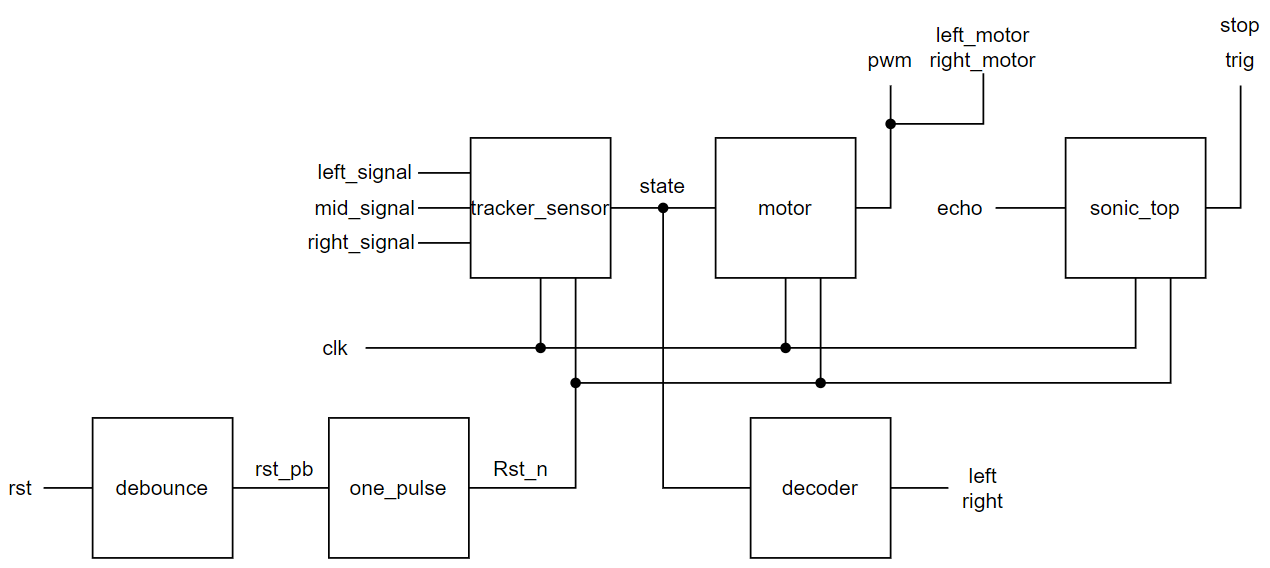 stop
left_motor
pwm
right_motor
trig
left_signal
mid_signal
right_signal
tracker_sensor
state
motor
echo
sonic_top
clk
rst
debounce
rst_pb
one_pulse
Rst_n
decoder
left
right